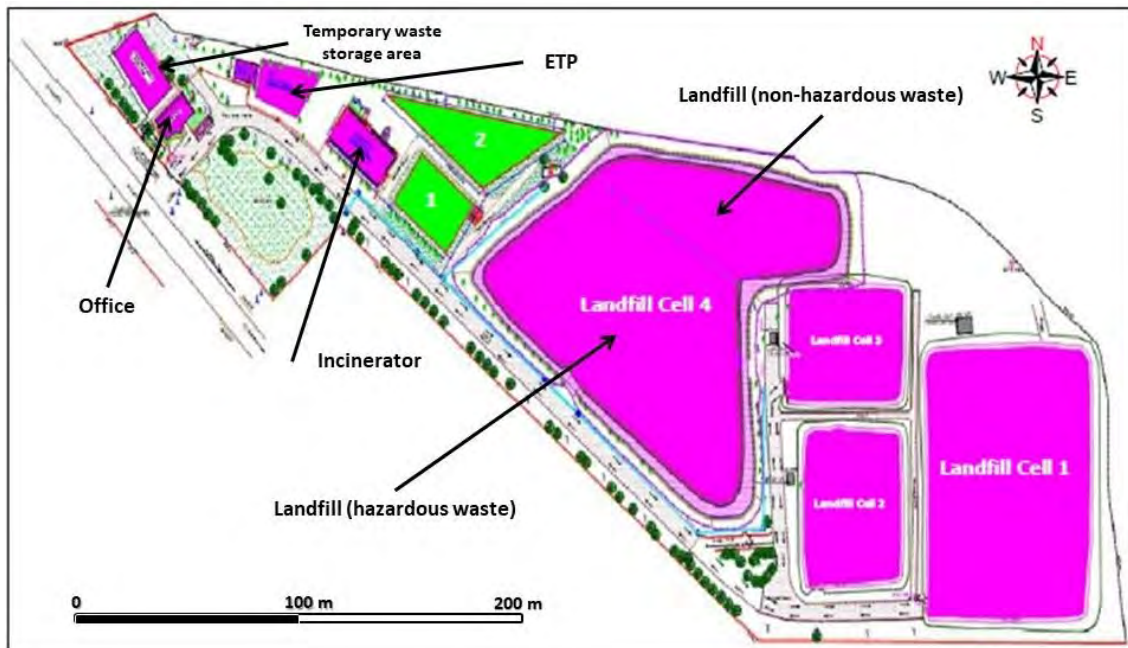 Temporary waste
storage area
ETP
Landfill (non-hazardous waste)
N
W E
S
2
1
Office
Incinerator
Landfill Cell 4
Landfill Cell 3
Landfill Cell 1
Landfill Cell 2
Landfill (hazardous waste)
0 100 m 200 m